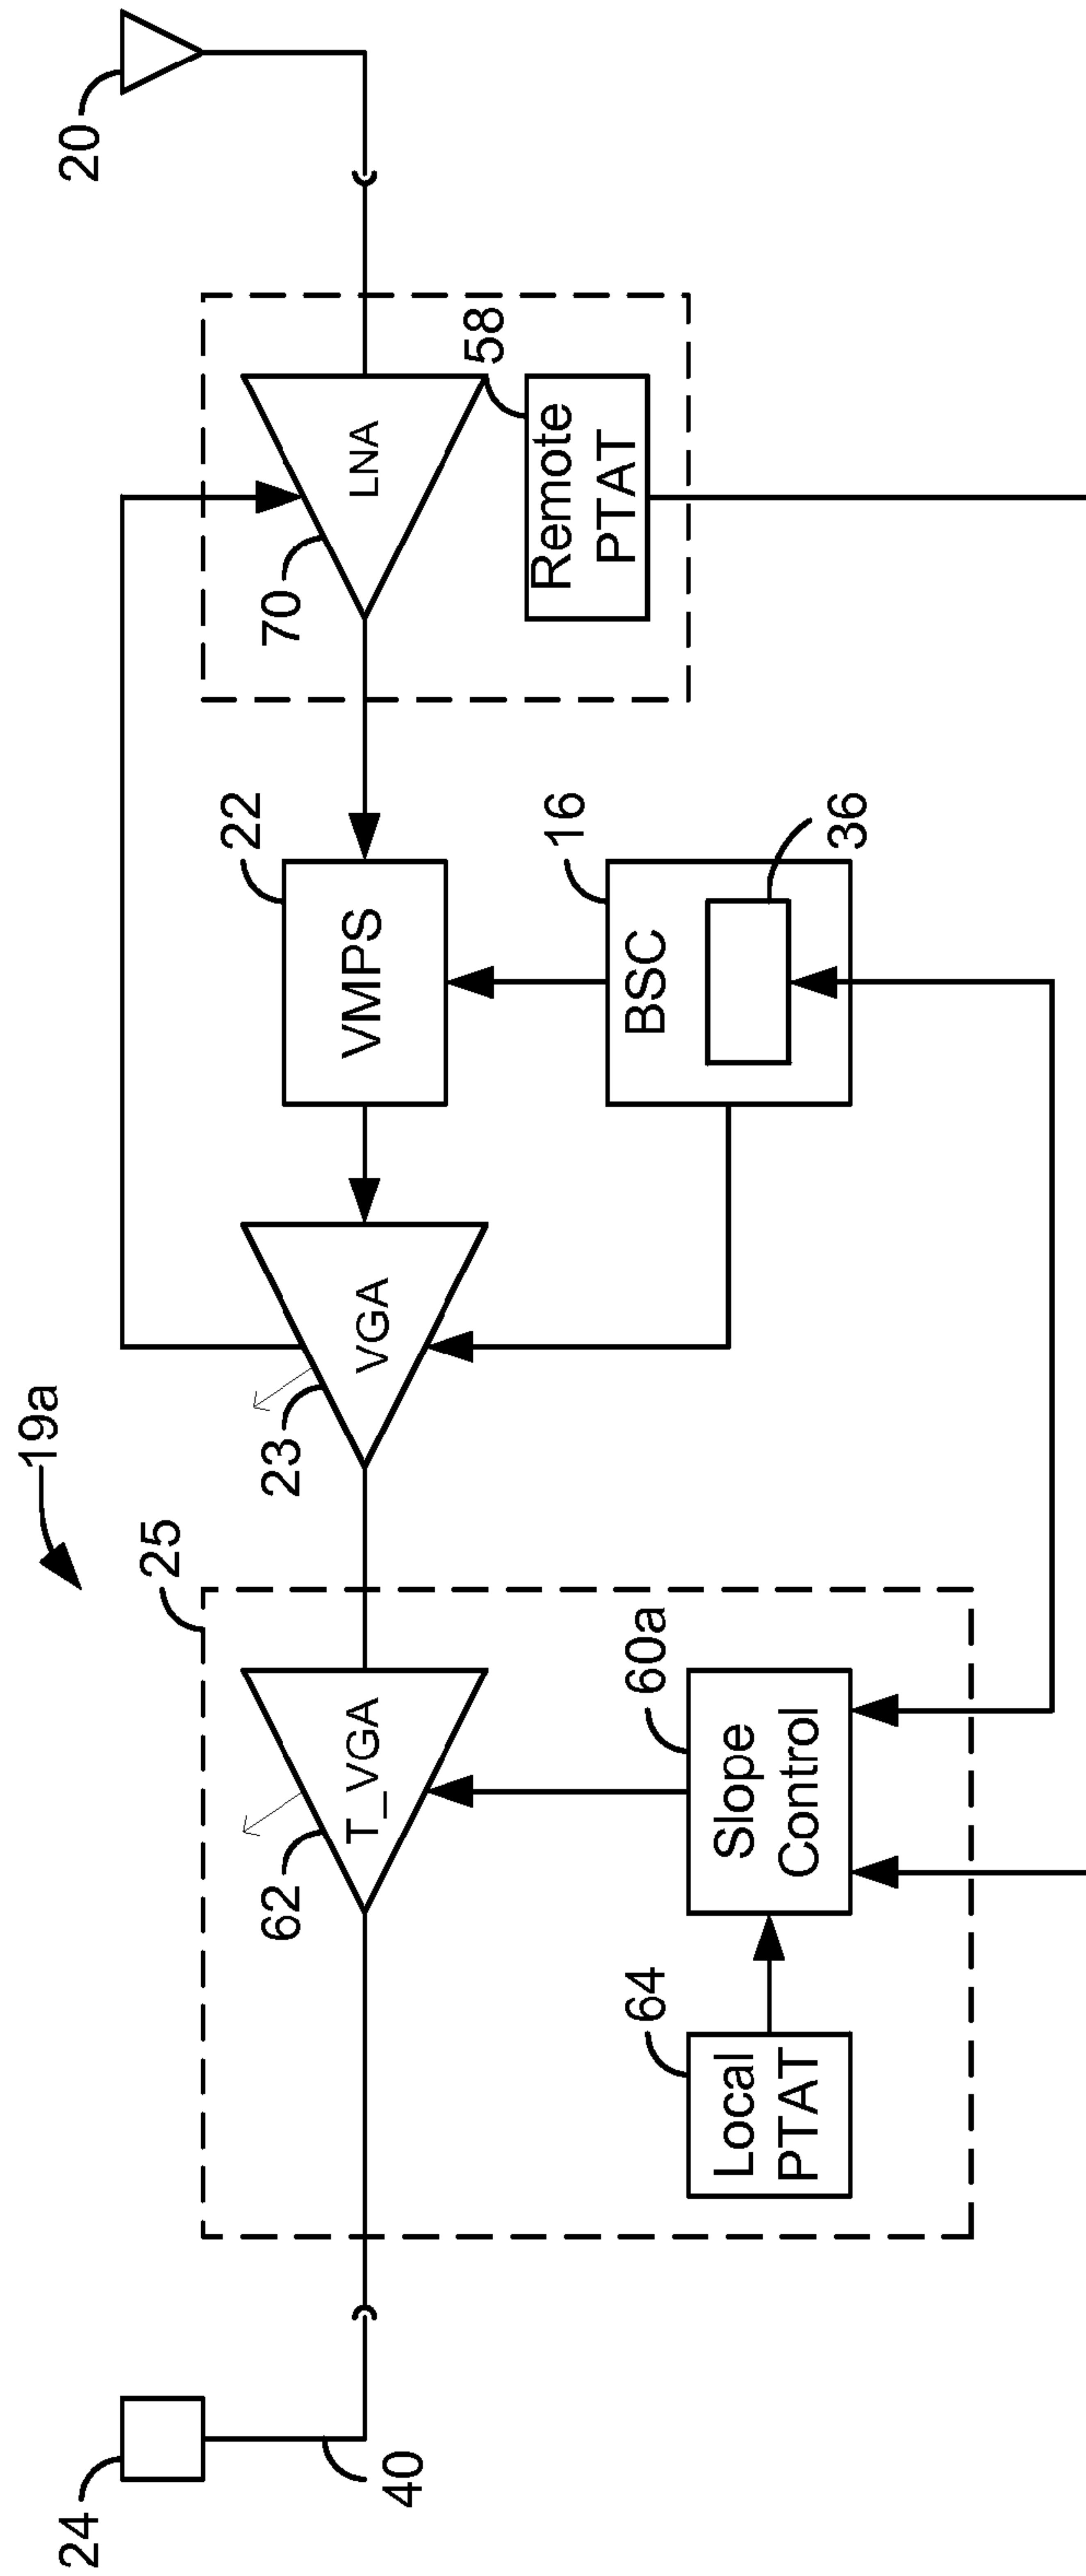 19a
24
40
25
62
T_VGA
64
Local
PTAT
60a
Slope
Control
23
VGA
22
VMPS
16
BSC
36
70
LNA
58
Remote
PTAT
20